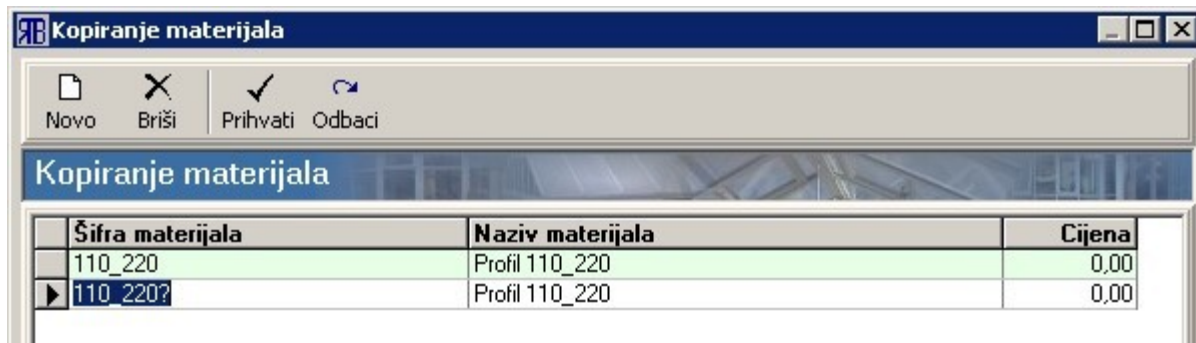 Kopiranje materijala
Novo Briši Prihvati Odbaci
Kopiranje materijala
Šifra materijala Naziv materijala Cijena
110_220 Profil 110_220 0,00
110_220? Profil 110_220 0,00